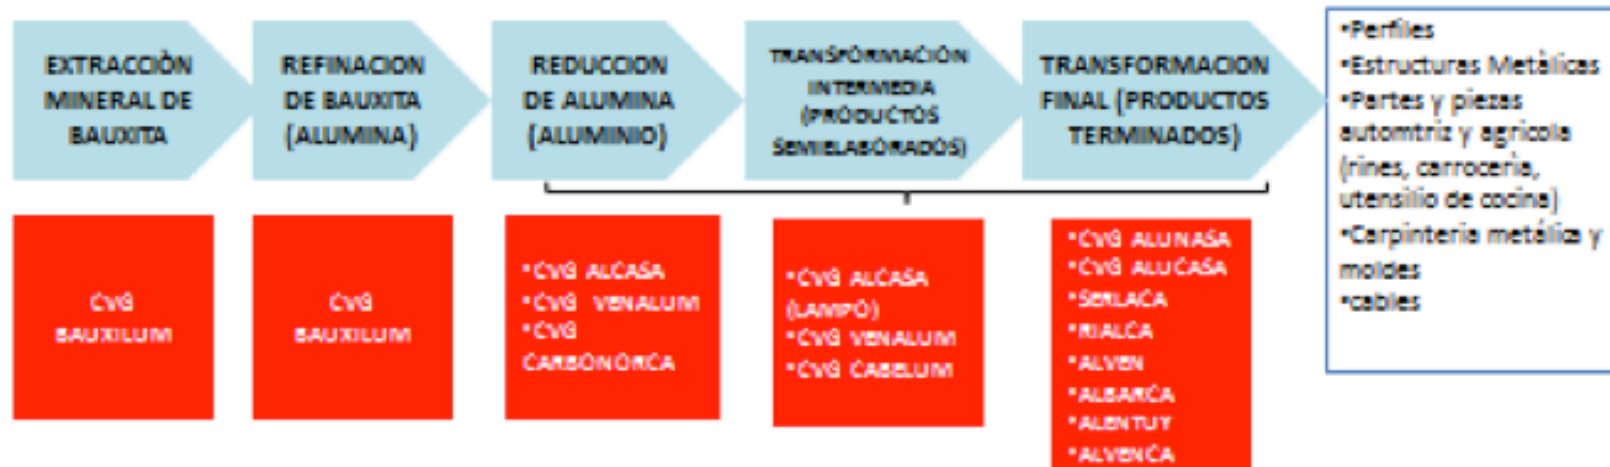 EXTRACCIÒN
MINERAL DE
BAUXITA
REFINACION
DE BAUXITA
(ALUMINA)
REDUCCION
DE ALUMINA
(ALUMINIO)
TRANSFORMACIÓN
INTERMEDIA
(PRODUCTOS
SEMIELABORADOS)
TRANSFORMACION
FINAL (PRODUCTOS
TERMINADOS)
•Perfiles
•Estructuras Metàlicas
•Partes y piezas
automtriz y agricola
(rines, carrocerìa,
utensilio de cocina)
•Carpinteria metáliza y
moldes
•cables
CVG
BAUXILUM
CVG
BAUXILUM
•CVG ALCASA
•CVG VENALUM
•CVG
CARBONORCA
•CVG ALCASA
(LAMPO)
•CVG VENALUM
•CVG CABELUM
•CVG ALUNASA
•CVG ALUCASA
•SERLACA
•RIALCA
•ALVEN
•ALBARCA
•ALENTUY
•ALVENCA